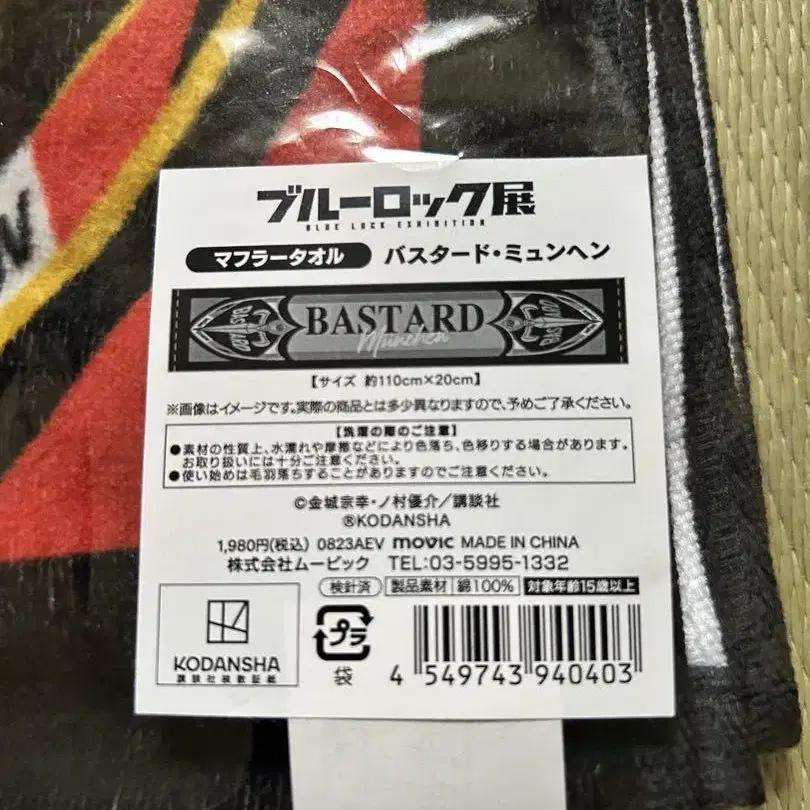 ブルーロック展
BLUE LOCK EXHIBITION
マフラータオル バスタード・ミュンヘン
BASTARD BASTARD BASTARD
München
【サイズ 約110cm×20cm】
※画像はイメージです。実際の商品とは多少異なりますので、予めご了承ください。
【洗濯の際のご注意】
●素材の性質上、水濡れや摩擦などにより色落ち、色移りする場合があります。
お取り扱いには十分ご注意ください。
●使い始めは毛羽落ちすることがありますのでご注意ください。
©金城宗幸・ノ村優介／講談社
®KODANSHA
1,980円(税込) 0823AEV movic MADE IN CHINA
株式会社ムービック TEL:03-5995-1332
検針済 製品素材 綿100% 対象年齢15歳以上
KODANSHA
講談社検数証紙
プラ
袋
4 549743 940403